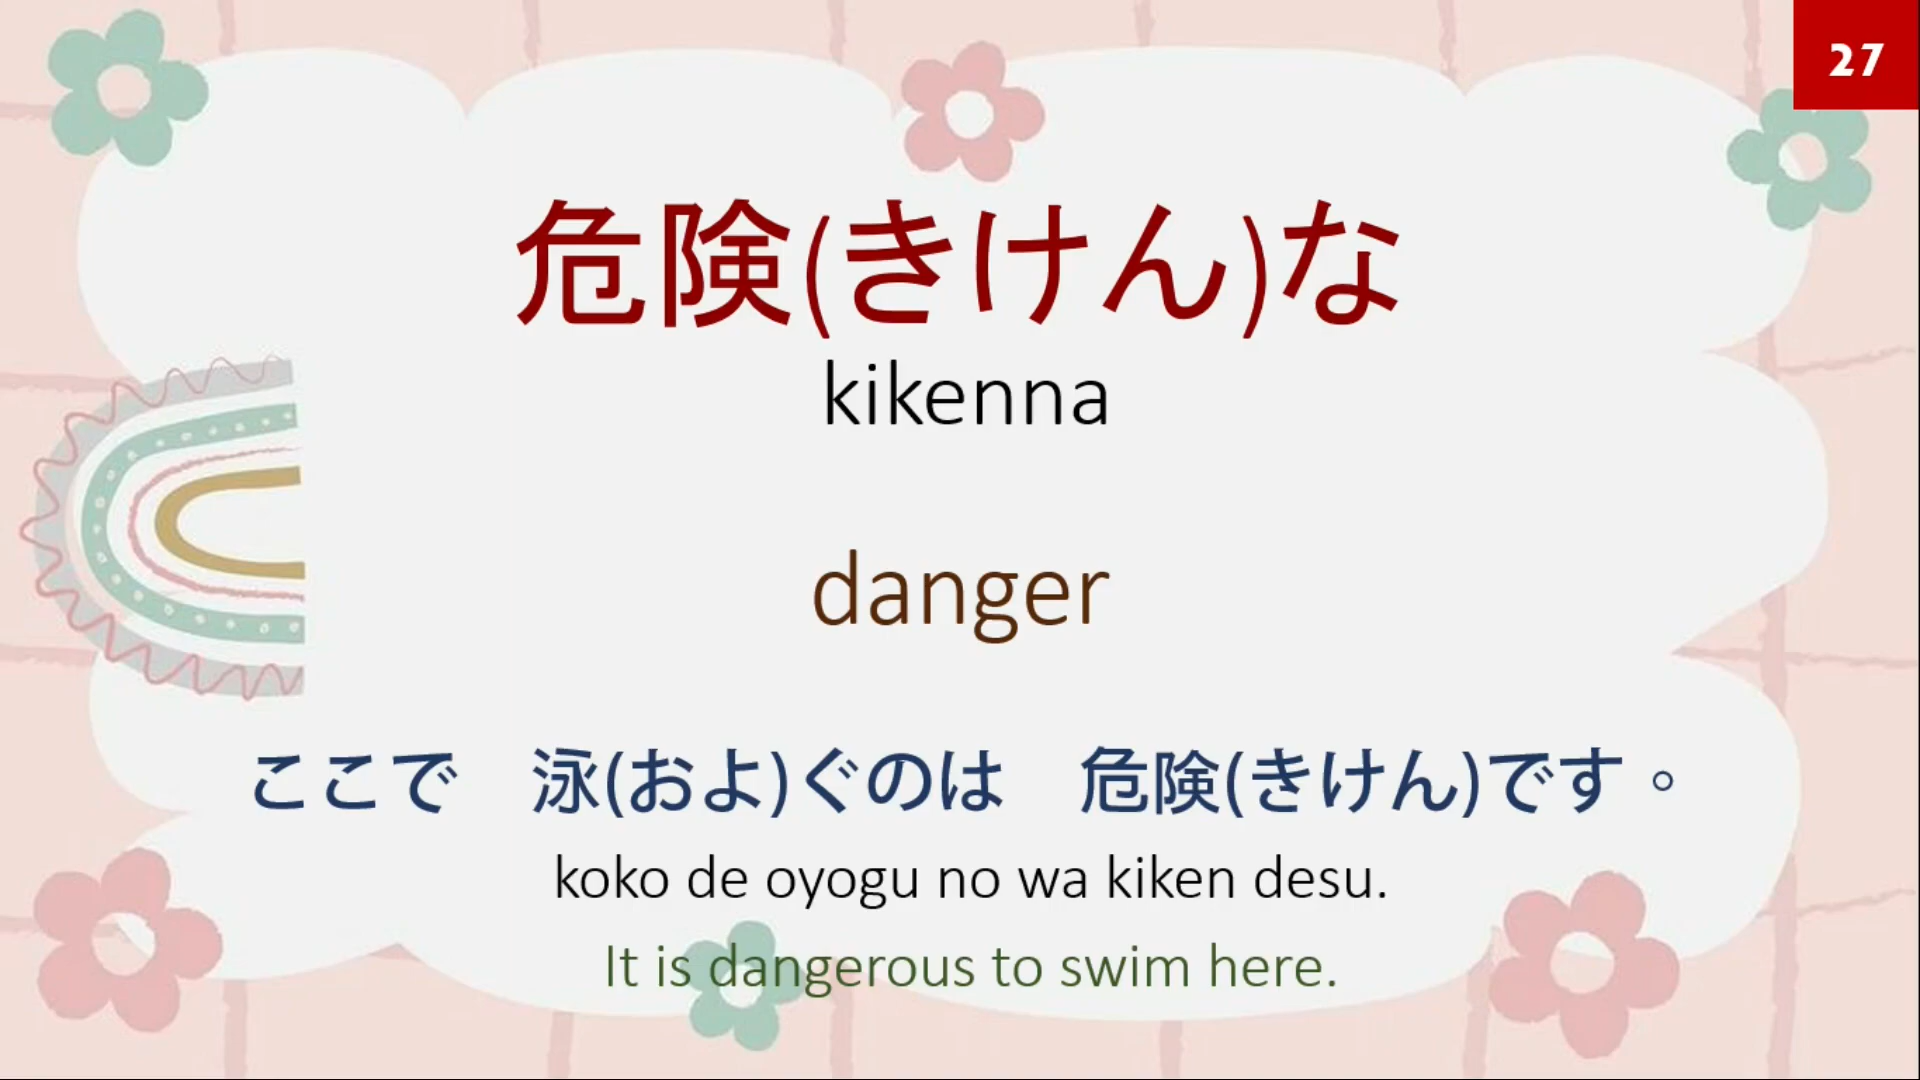 27
危険(きけん)な
kikenna
danger
ここで　泳(およ)ぐのは　危険(きけん)です。
koko de oyogu no wa kiken desu.
It is dangerous to swim here.